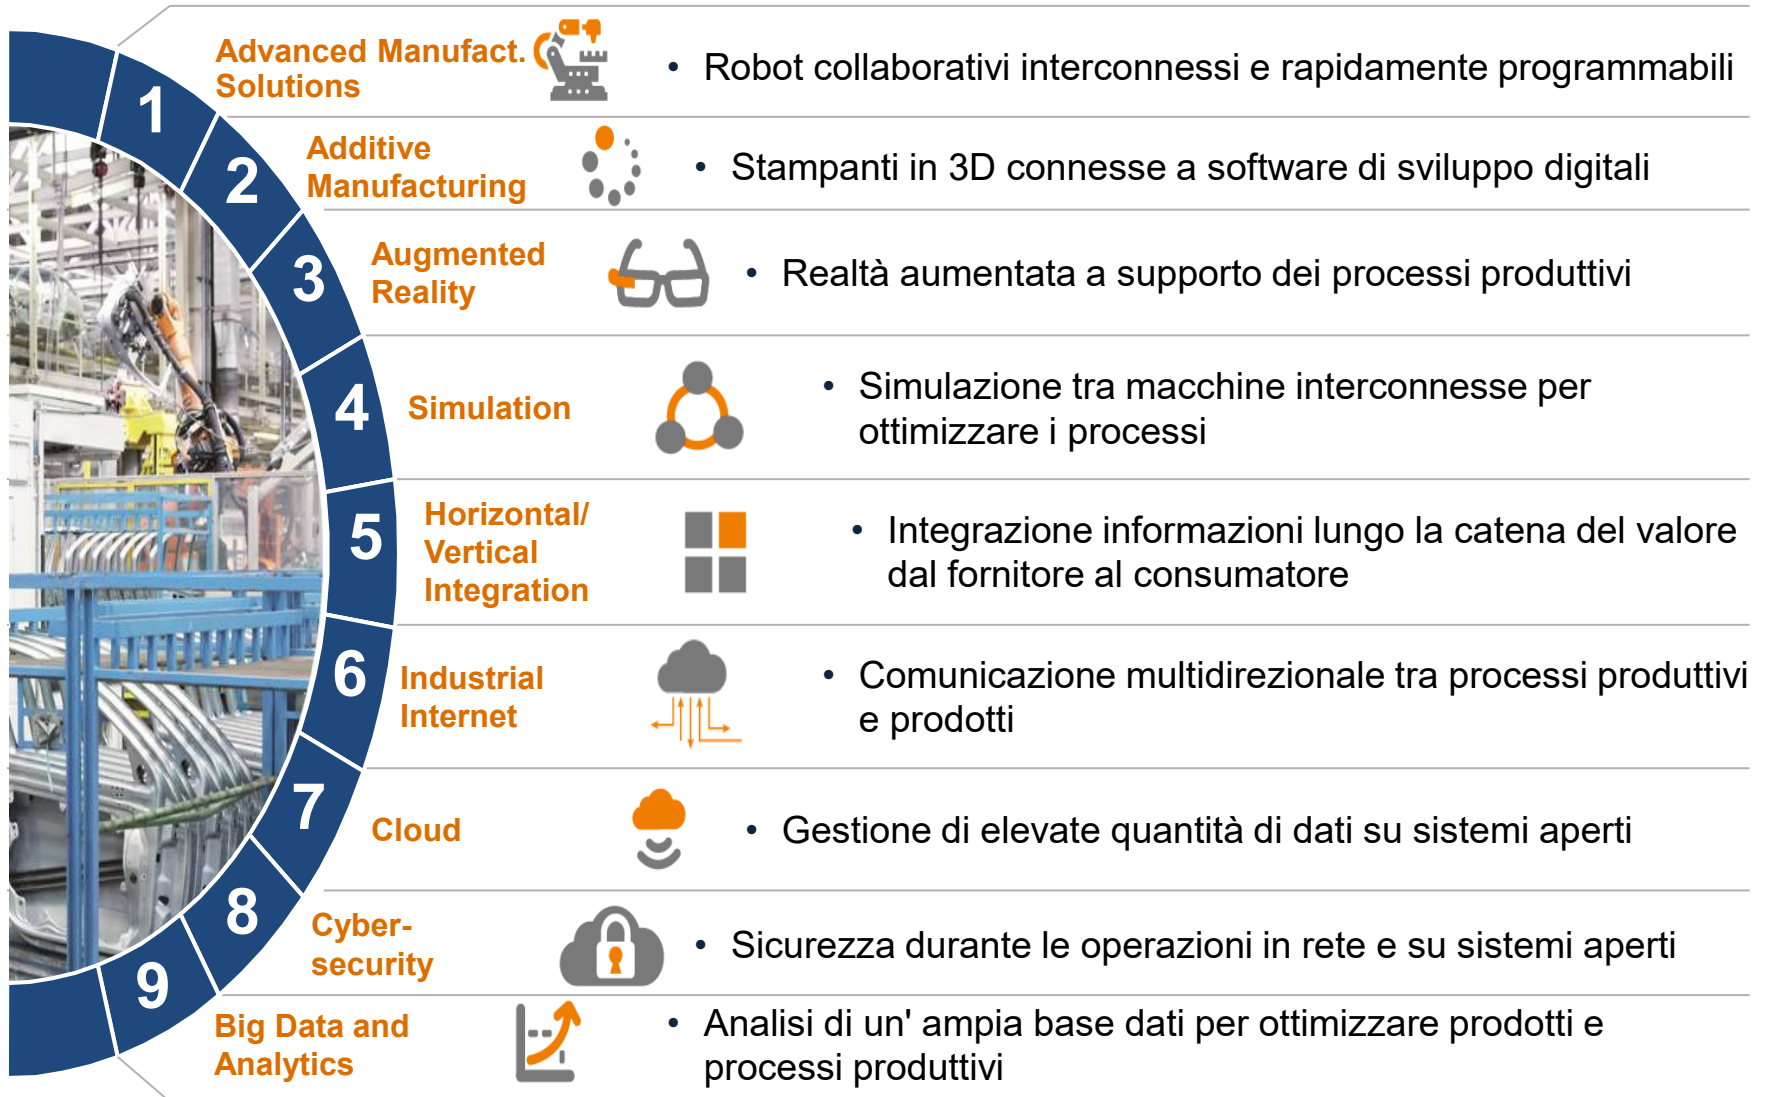 1
Advanced Manufact.
Solutions
• Robot collaborativi interconnessi e rapidamente programmabili
2
Additive
Manufacturing
• Stampanti in 3D connesse a software di sviluppo digitali
3
Augmented
Reality
• Realtà aumentata a supporto dei processi produttivi
4
Simulation
• Simulazione tra macchine interconnesse per
ottimizzare i processi
5
Horizontal/
Vertical
Integration
• Integrazione informazioni lungo la catena del valore
dal fornitore al consumatore
6
Industrial
Internet
• Comunicazione multidirezionale tra processi produttivi
e prodotti
7
Cloud
• Gestione di elevate quantità di dati su sistemi aperti
8
Cyber-
security
• Sicurezza durante le operazioni in rete e su sistemi aperti
9
Big Data and
Analytics
• Analisi di un' ampia base dati per ottimizzare prodotti e
processi produttivi